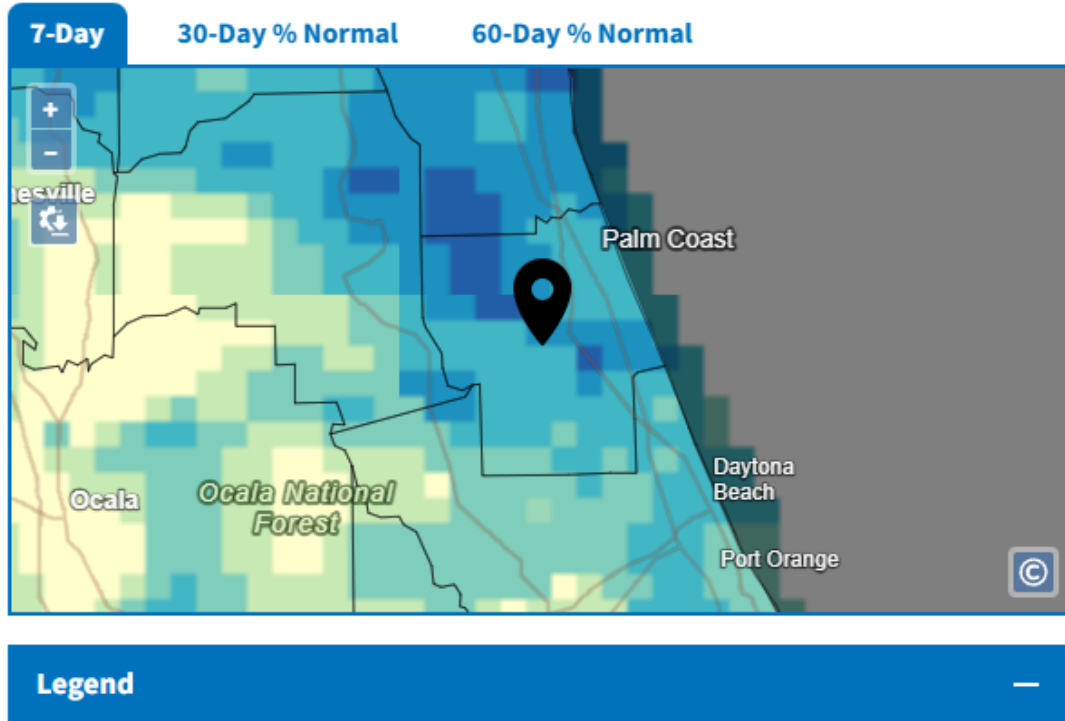 7-Day
30-Day % Normal
60-Day % Normal
+
−
nesville
Palm Coast
Daytona
Beach
Ocala National
Forest
Ocala
Port Orange
©
Legend
−